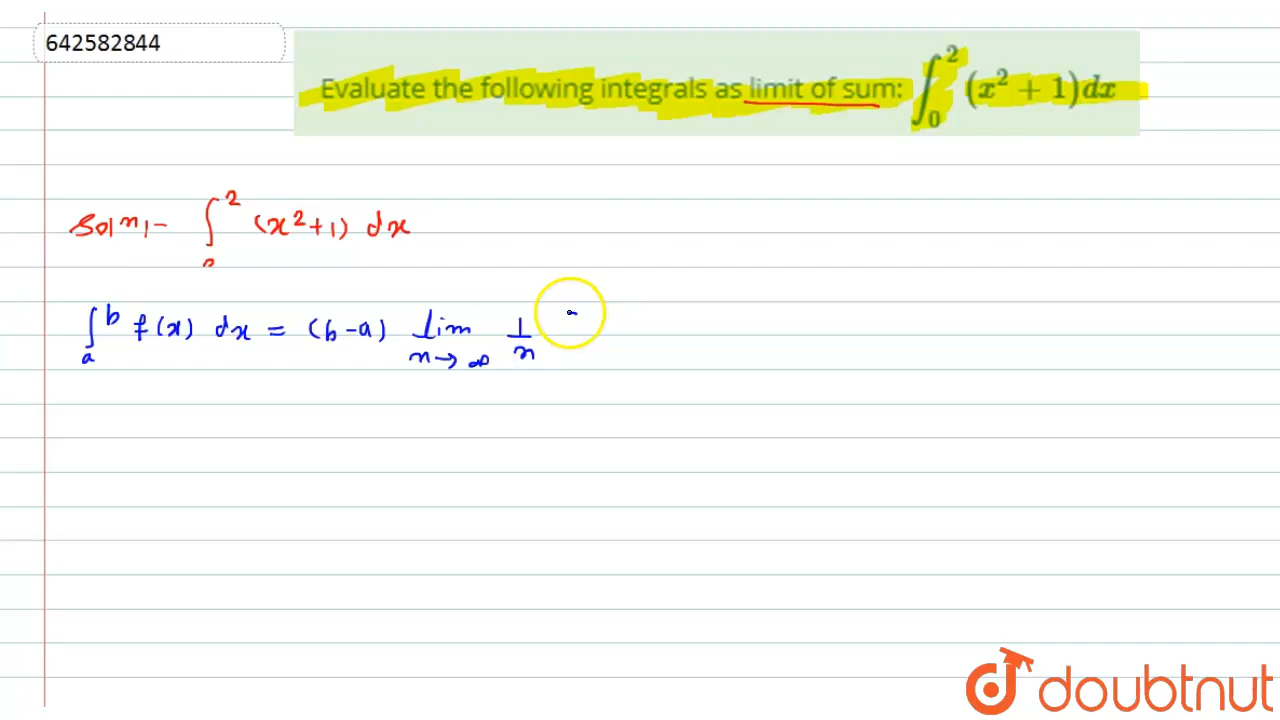 642582844
Evaluate the following integrals as limit of sum: ∫₀² (x² + 1)dx
Soln:- ∫₀² (x²+1) dx
∫ₐᵇ f(x) dx = (b-a) lim n→∞ 1/n
doubtnut